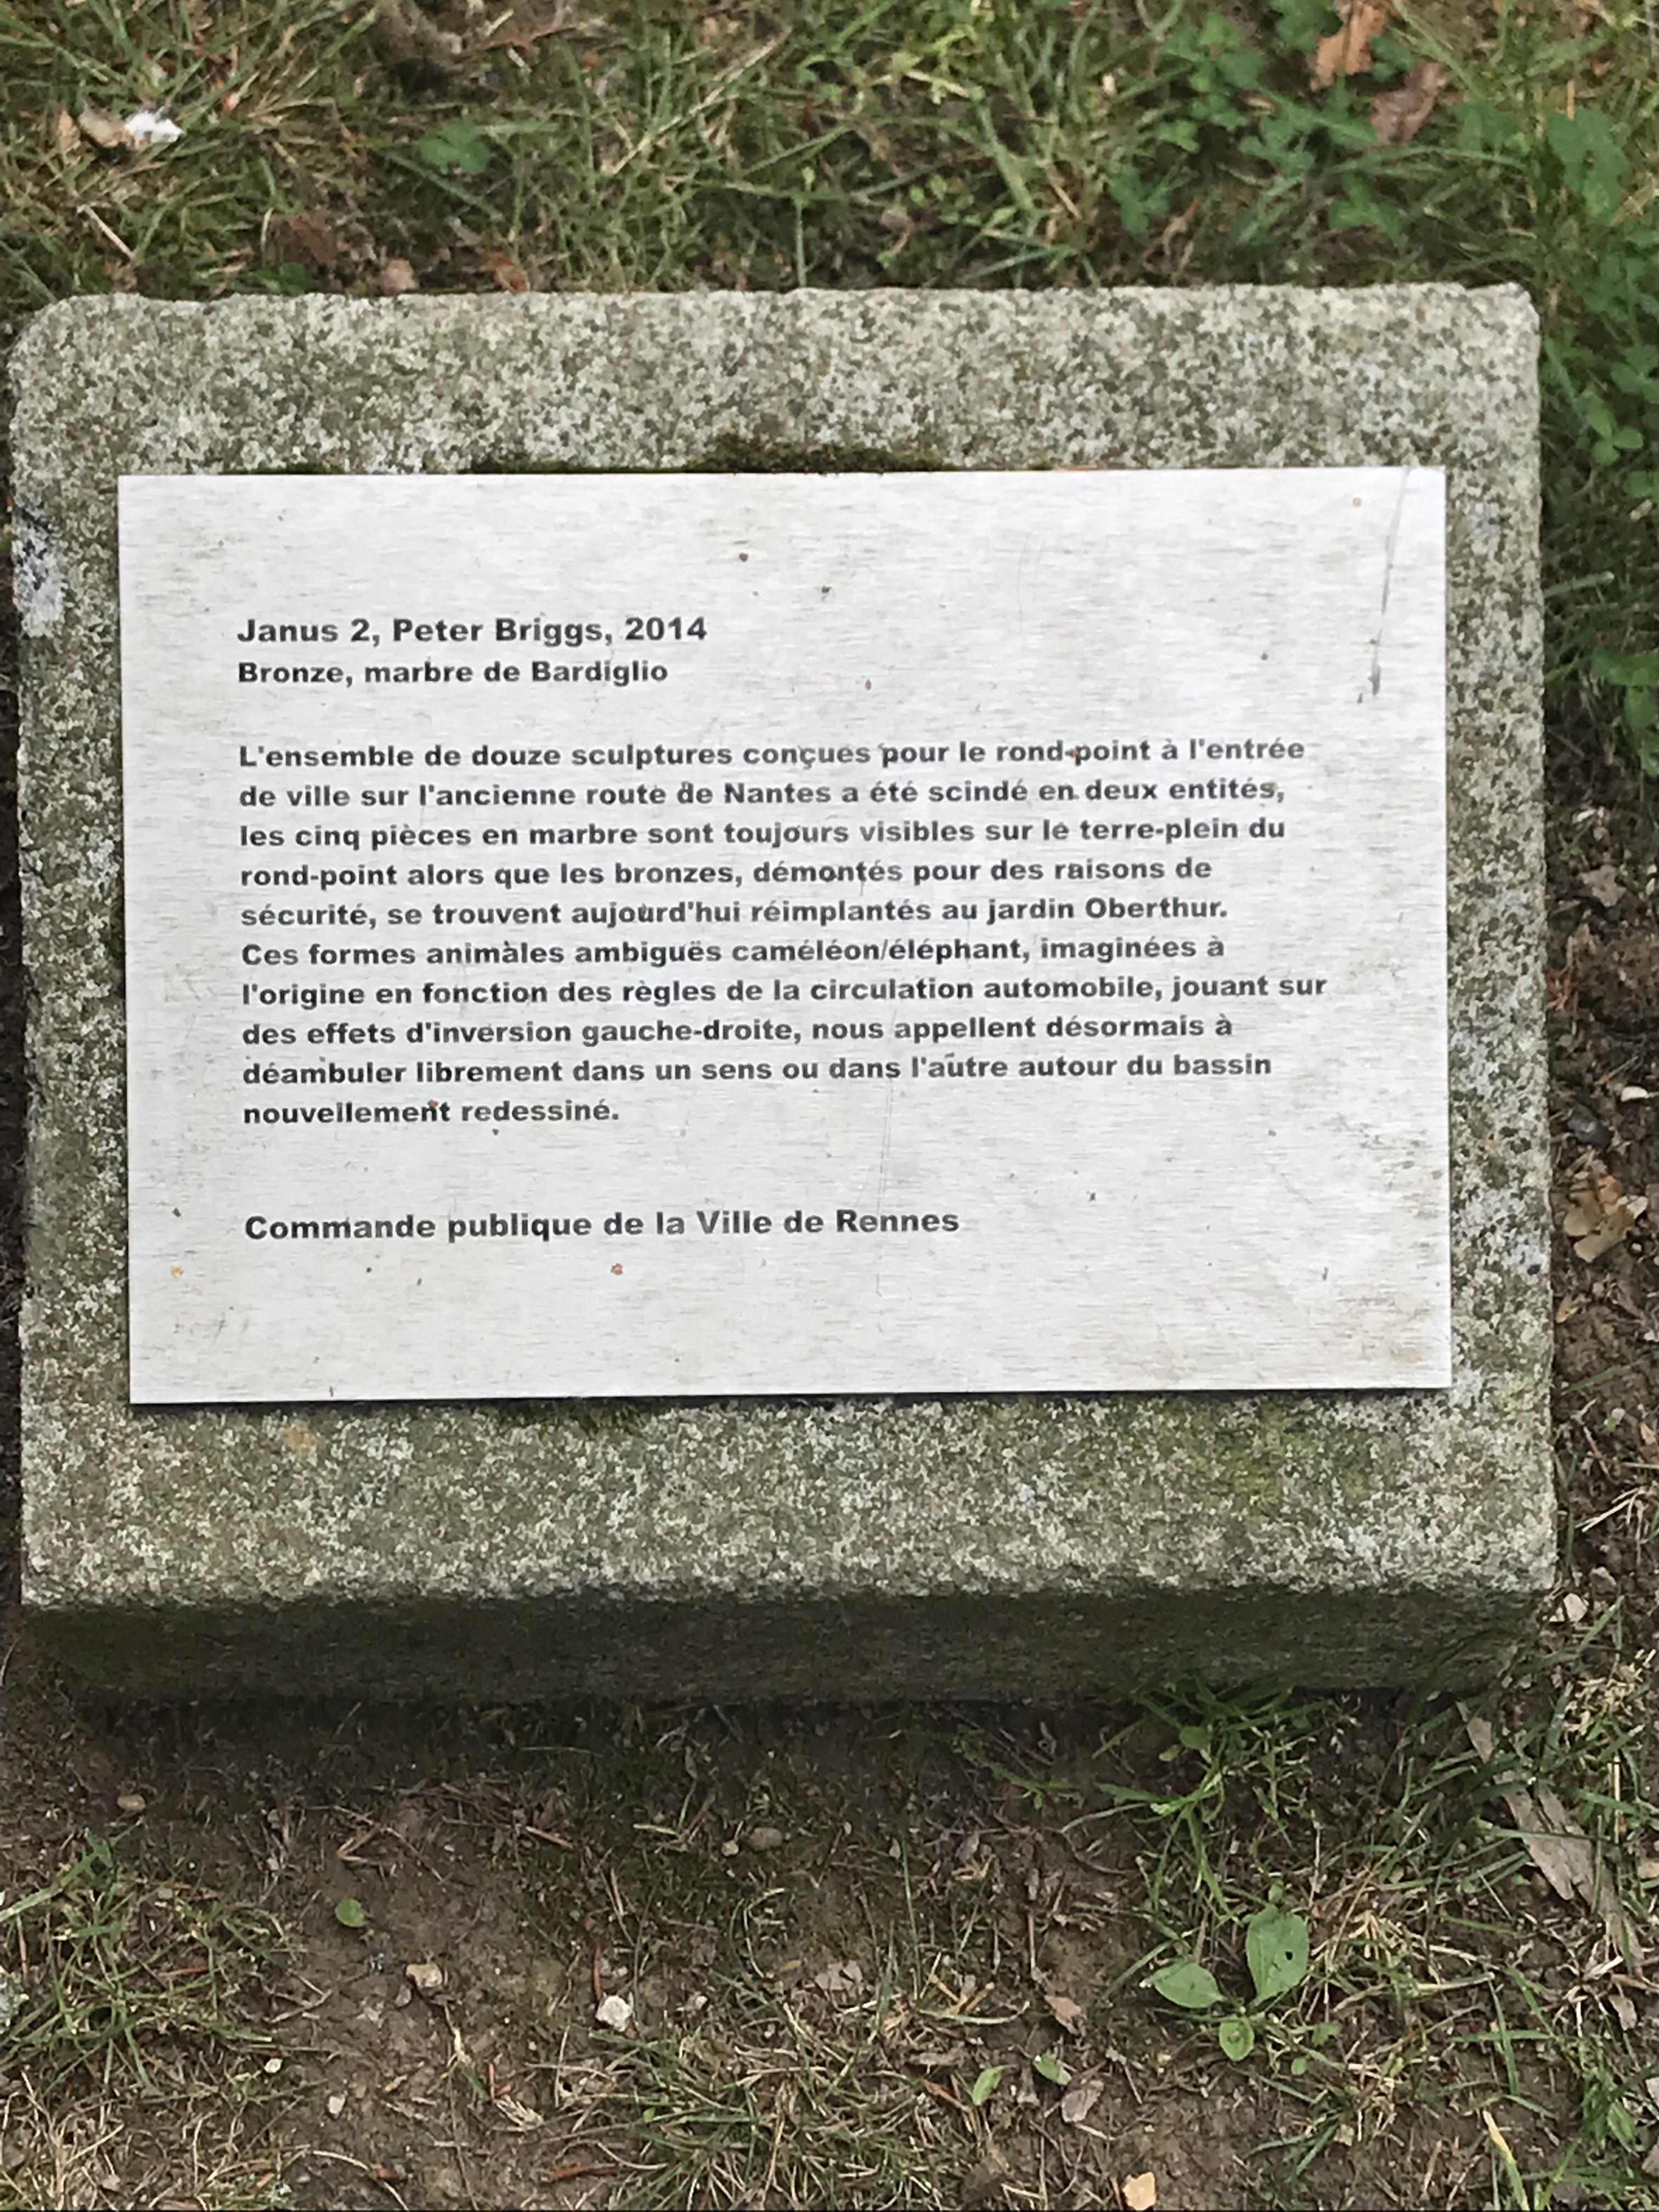 Janus 2, Peter Briggs, 2014
Bronze, marbre de Bardiglio
L'ensemble de douze sculptures conçues pour le rond-point à l'entrée
de ville sur l'ancienne route de Nantes a été scindé en deux entités,
les cinq pièces en marbre sont toujours visibles sur le terre-plein du
rond-point alors que les bronzes, démontés pour des raisons de
sécurité, se trouvent aujourd'hui réimplantés au jardin Oberthur.
Ces formes animales ambiguës caméléon/éléphant, imaginées à
l'origine en fonction des règles de la circulation automobile, jouant sur
des effets d'inversion gauche-droite, nous appellent désormais à
déambuler librement dans un sens ou dans l'autre autour du bassin
nouvellement redessiné.
Commande publique de la Ville de Rennes